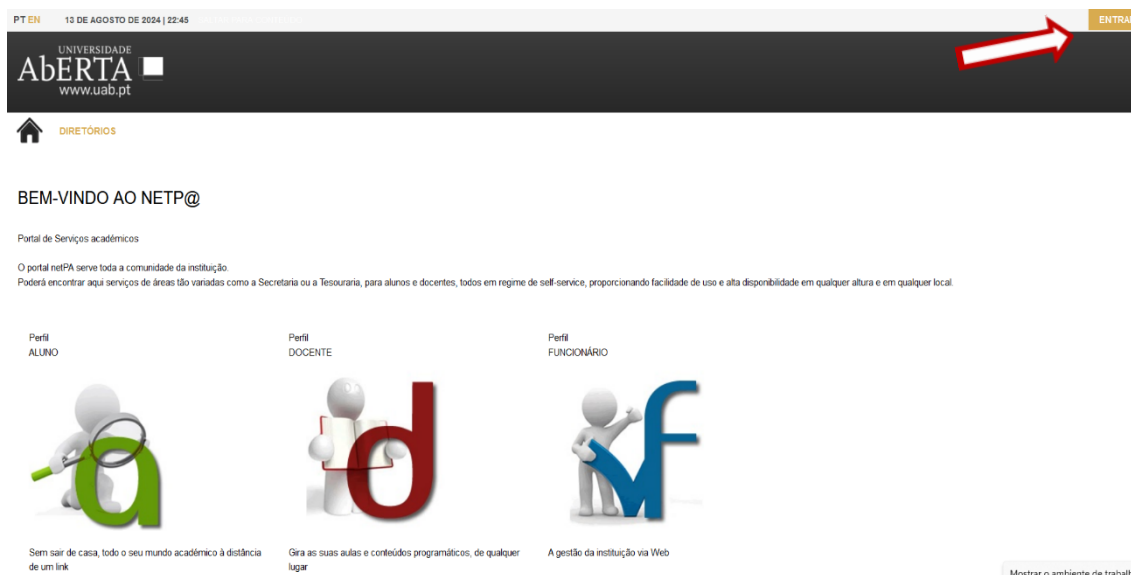 PT EN 13 DE AGOSTO DE 2024 | 22:45
ENTRAR
UNIVERSIDADE
AbERTA
www.uab.pt
DIRETÓRIOS
BEM-VINDO AO NETP@
Portal de Serviços académicos
O portal netPA serve toda a comunidade da instituição.
Poderá encontrar aqui serviços de áreas tão variadas como a Secretaria ou a Tesouraria, para alunos e docentes, todos em regime de self-service, proporcionando facilidade de uso e alta disponibilidade em qualquer altura e em qualquer local.
Perfil
ALUNO
Perfil
DOCENTE
Perfil
FUNCIONÁRIO
a
d
f
Sem sair de casa, todo o seu mundo académico à distância
de um link
Gira as suas aulas e conteúdos programáticos, de qualquer
lugar
A gestão da instituição via Web
Mostrar o ambiente de trabalh